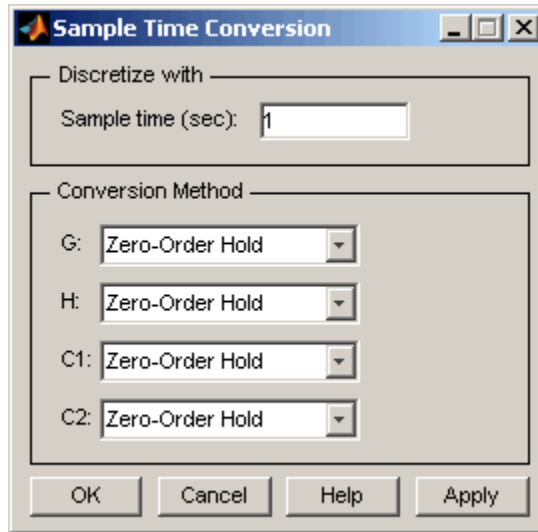 Sample Time Conversion
Discretize with
Sample time (sec): 1
Conversion Method
G: Zero-Order Hold
H: Zero-Order Hold
C1: Zero-Order Hold
C2: Zero-Order Hold
OK Cancel Help Apply